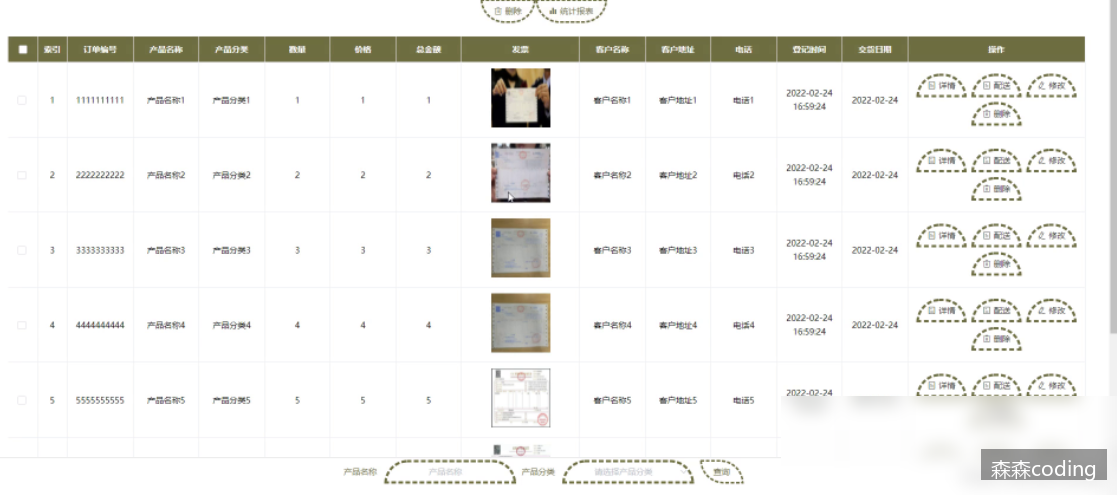 删除 统计报表
索引 订单编号 产品名称 产品分类 数量 价格 总金额 发票 客户名称 客户地址 电话 登记时间 交货日期 操作
1 1111111111 产品名称1 产品分类1 1 1 1 客户名称1 客户地址1 电话1 2022-02-24 16:59:24 2022-02-24 详情 配送 修改
删除
2 2222222222 产品名称2 产品分类2 2 2 2 客户名称2 客户地址2 电话2 2022-02-24 16:59:24 2022-02-24 详情 配送 修改
删除
3 3333333333 产品名称3 产品分类3 3 3 3 客户名称3 客户地址3 电话3 2022-02-24 16:59:24 2022-02-24 详情 配送 修改
删除
4 4444444444 产品名称4 产品分类4 4 4 4 客户名称4 客户地址4 电话4 2022-02-24 16:59:24 2022-02-24 详情 配送 修改
删除
5 5555555555 产品名称5 产品分类5 5 5 5 客户名称5 客户地址5 电话5 2022-02-24 详情 配送 修改
产品名称 产品名称 产品分类 请选择产品分类 查询
森森coding